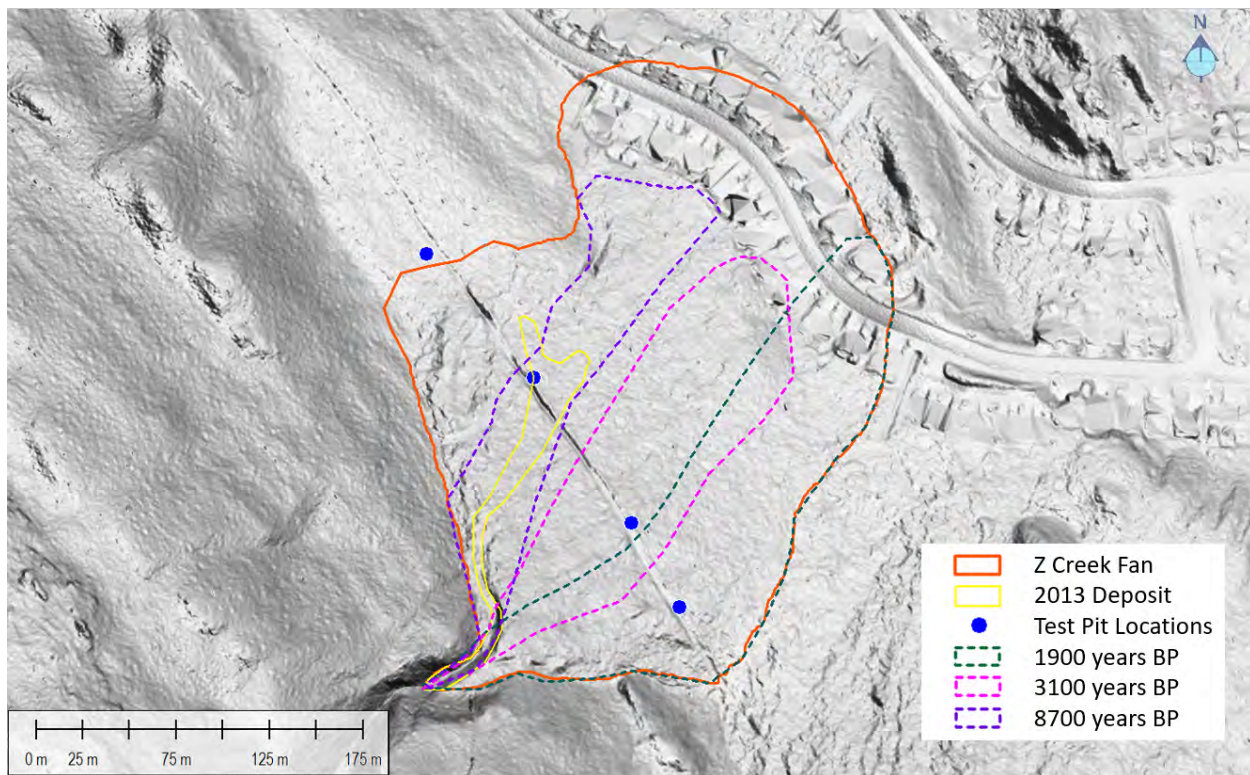 N
Z Creek Fan
2013 Deposit
Test Pit Locations
1900 years BP
3100 years BP
8700 years BP
0 m 25 m 75 m 125 m 175 m